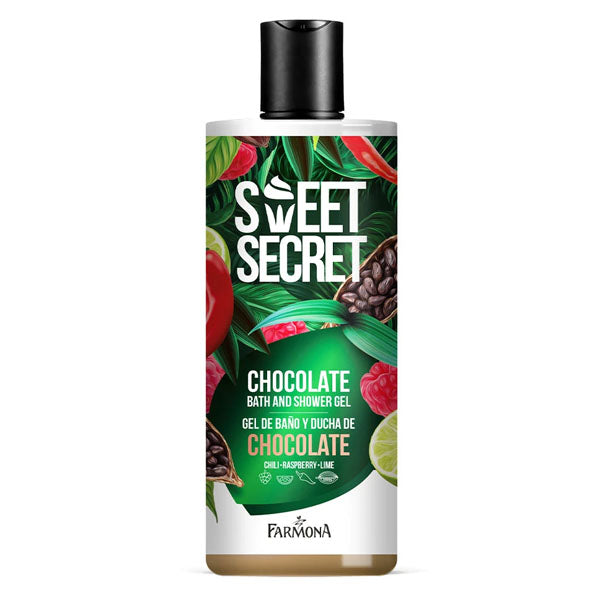 SWEET
SECRET
CHOCOLATE
BATH AND SHOWER GEL
GEL DE BAÑO Y DUCHA DE
CHOCOLATE
CHILI•RASPBERRY•LIME
FARMONA